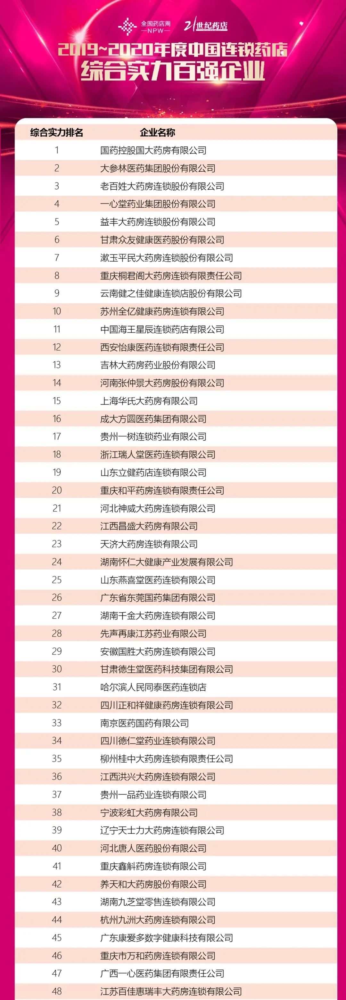 全国药店周
—NPW—
21世纪药店
2019~2020年度中国连锁药店
综合实力百强企业
综合实力排名 企业名称
1 国药控股国大药房有限公司
2 大参林医药集团股份有限公司
3 老百姓大药房连锁股份有限公司
4 一心堂药业集团股份有限公司
5 益丰大药房连锁股份有限公司
6 甘肃众友健康医药股份有限公司
7 漱玉平民大药房连锁股份有限公司
8 重庆桐君阁大药房连锁有限责任公司
9 云南健之佳健康连锁店股份有限公司
10 苏州全亿健康药房连锁有限公司
11 中国海王星辰连锁药店有限公司
12 西安怡康医药连锁有限责任公司
13 吉林大药房药业股份有限公司
14 河南张仲景大药房股份有限公司
15 上海华氏大药房有限公司
16 成大方圆医药集团有限公司
17 贵州一树连锁药业有限公司
18 浙江瑞人堂医药连锁有限公司
19 山东立健药店连锁有限公司
20 重庆和平药房连锁有限责任公司
21 河北神威大药房连锁有限公司
22 江西昌盛大药房有限公司
23 天济大药房连锁有限公司
24 湖南怀仁大健康产业发展有限公司
25 山东燕喜堂医药连锁有限公司
26 广东省东莞国药集团有限公司
27 湖南千金大药房连锁有限公司
28 先声再康江苏药业有限公司
29 安徽国胜大药房连锁有限公司
30 甘肃德生堂医药科技集团有限公司
31 哈尔滨人民同泰医药连锁店
32 四川正和祥健康药房连锁有限公司
33 南京医药国药有限公司
34 四川德仁堂药业连锁有限公司
35 柳州桂中大药房连锁有限责任公司
36 江西洪兴大药房连锁有限公司
37 贵州一品药业连锁有限公司
38 宁波彩虹大药房有限公司
39 辽宁天士力大药房连锁有限公司
40 河北唐人医药股份有限公司
41 重庆鑫斛药房连锁有限公司
42 养天和大药房股份有限公司
43 湖南九芝堂零售连锁有限公司
44 杭州九洲大药房连锁有限公司
45 广东康爱多数字健康科技有限公司
46 重庆市万和药房连锁有限公司
47 广西一心医药集团有限责任公司
48 江苏百佳惠瑞丰大药房连锁有限公司